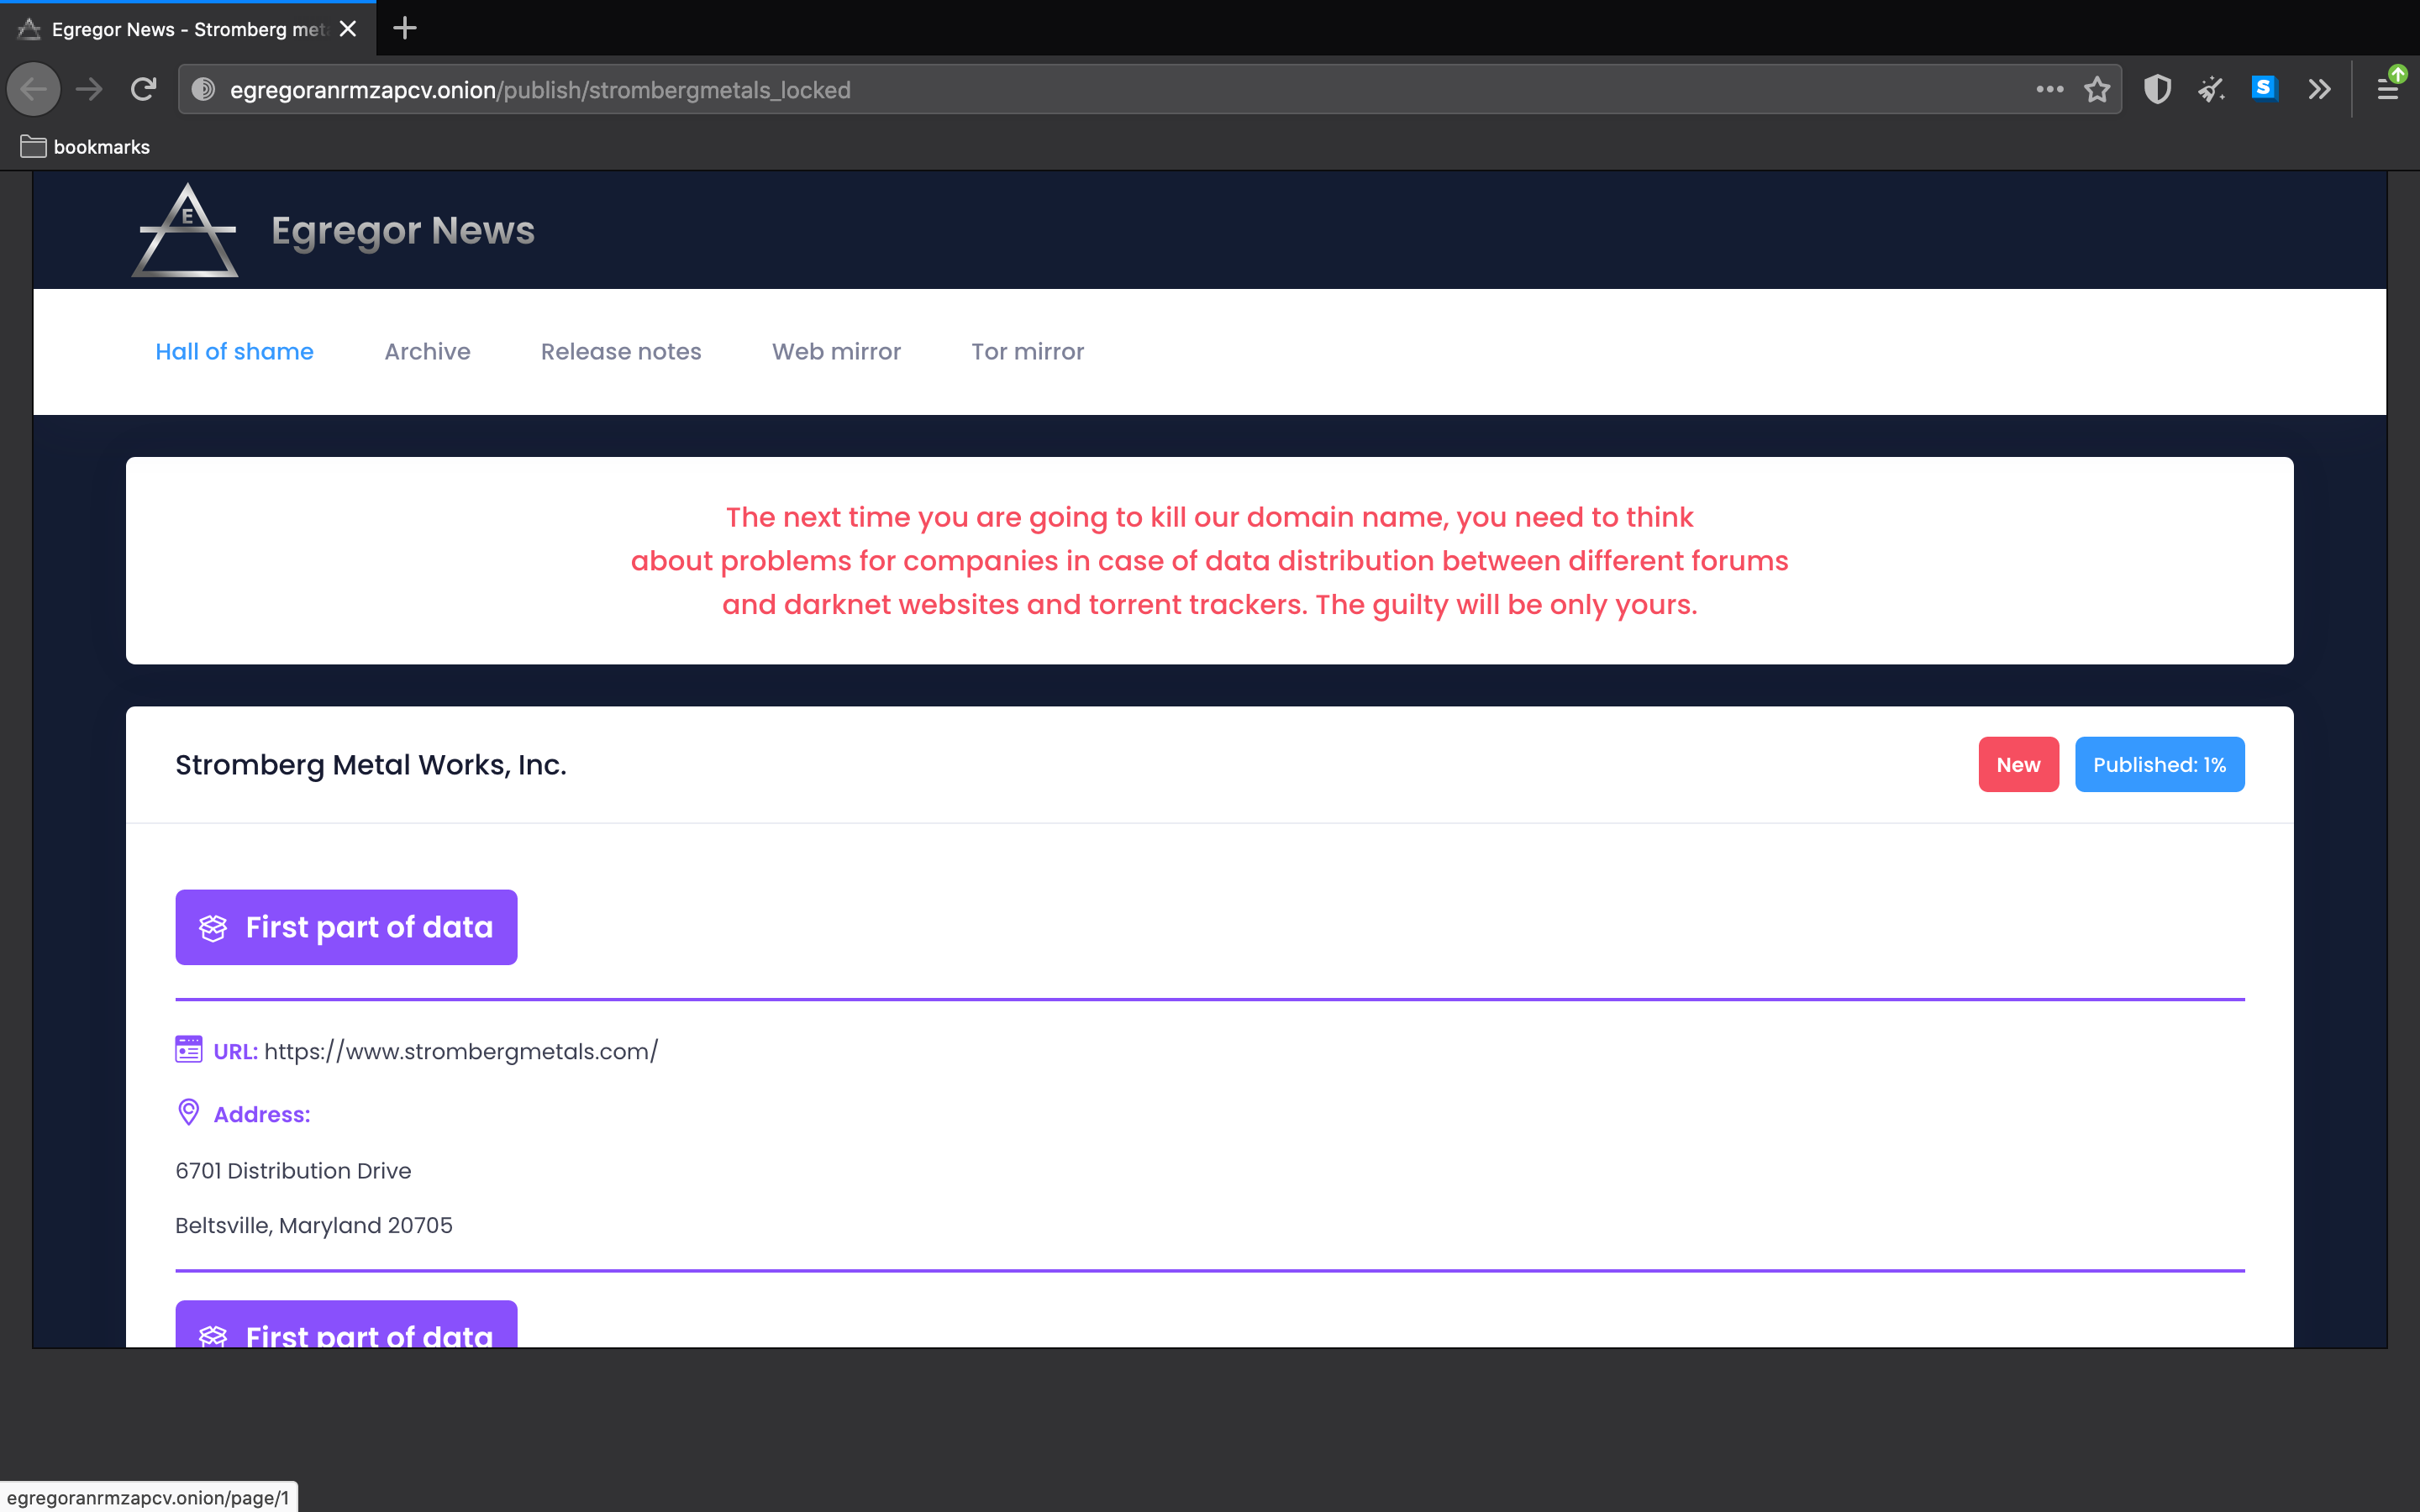 Egregor News - Stromberg met
egregoranrmzapcv.onion/publish/strombergmetals_locked
S
bookmarks
E
Egregor News
Hall of shame
Archive
Release notes
Web mirror
Tor mirror
The next time you are going to kill our domain name, you need to think
about problems for companies in case of data distribution between different forums
and darknet websites and torrent trackers. The guilty will be only yours.
Stromberg Metal Works, Inc.
New
Published: 1%
First part of data
URL: https://www.strombergmetals.com/
Address:
6701 Distribution Drive
Beltsville, Maryland 20705
First part of data
egregoranrmzapcv.onion/page/1